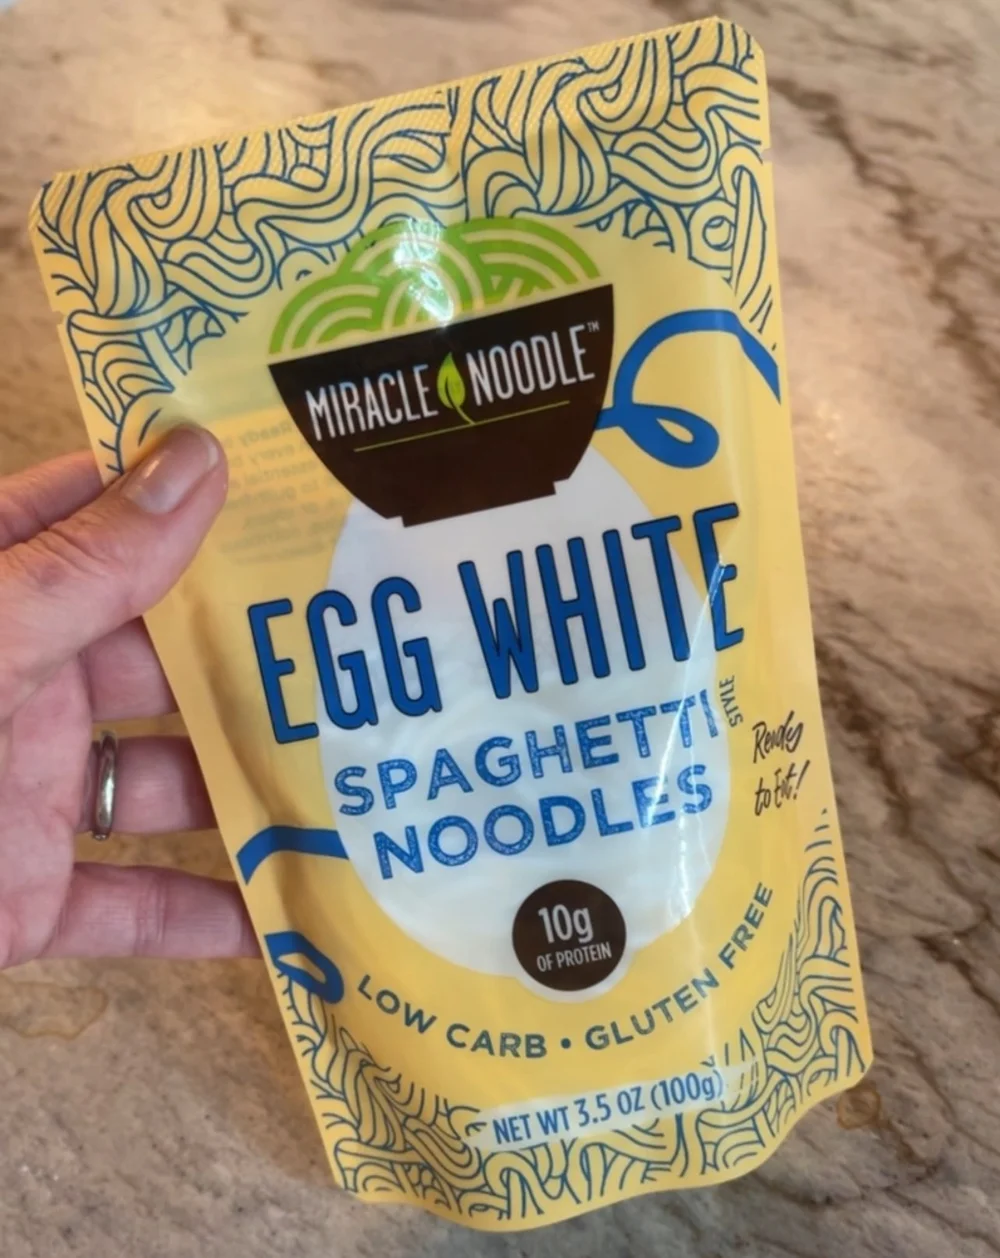 MIRACLE NOODLE™
EGG WHITE
SPAGHETTI STYLE
NOODLES
Ready
to Eat!
10g
OF PROTEIN
LOW CARB • GLUTEN FREE
NET WT 3.5 OZ (100g)